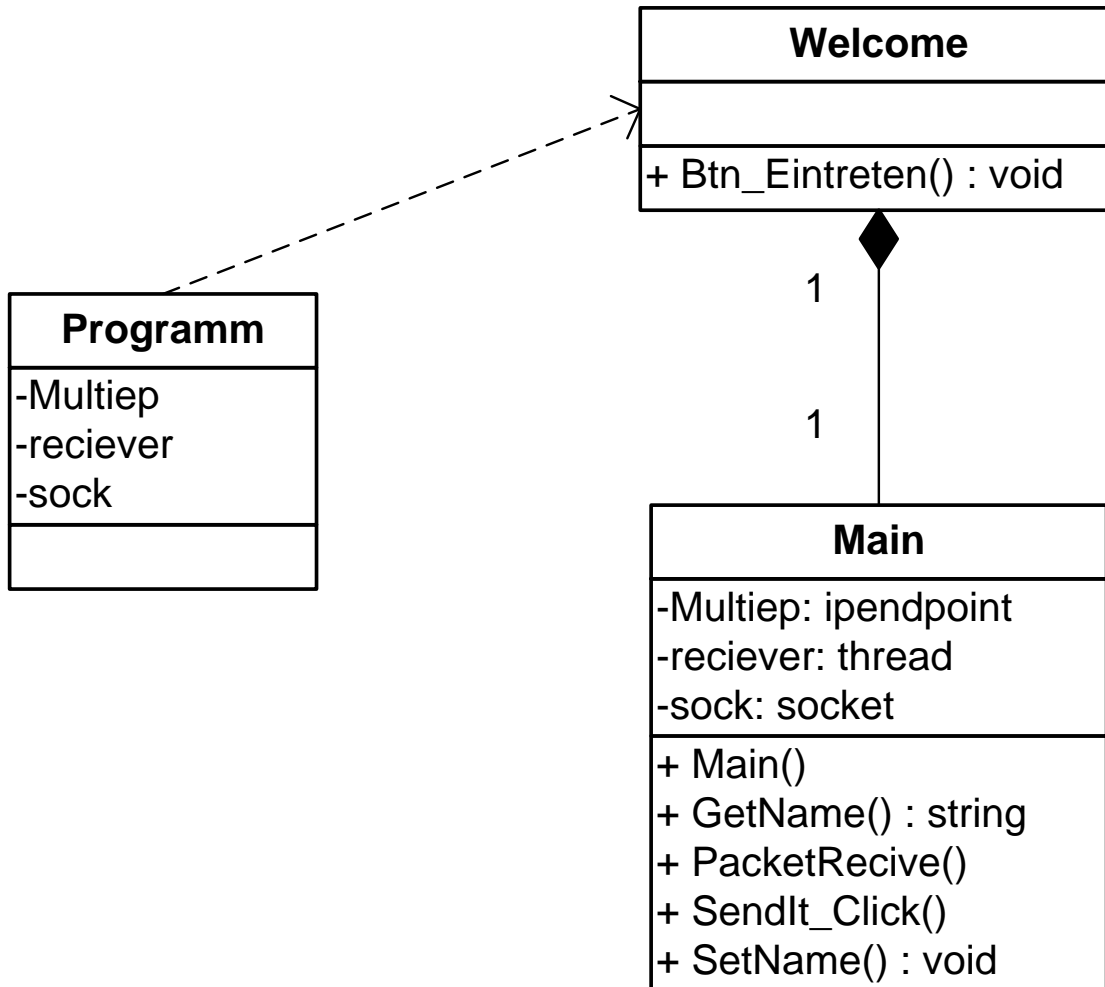 Welcome
+ Btn_Eintreten() : void
1
1
Programm
-Multiep
-reciever
-sock
Main
-Multiep: ipendpoint
-reciever: thread
-sock: socket
+ Main()
+ GetName() : string
+ PacketRecive()
+ SendIt_Click()
+ SetName() : void